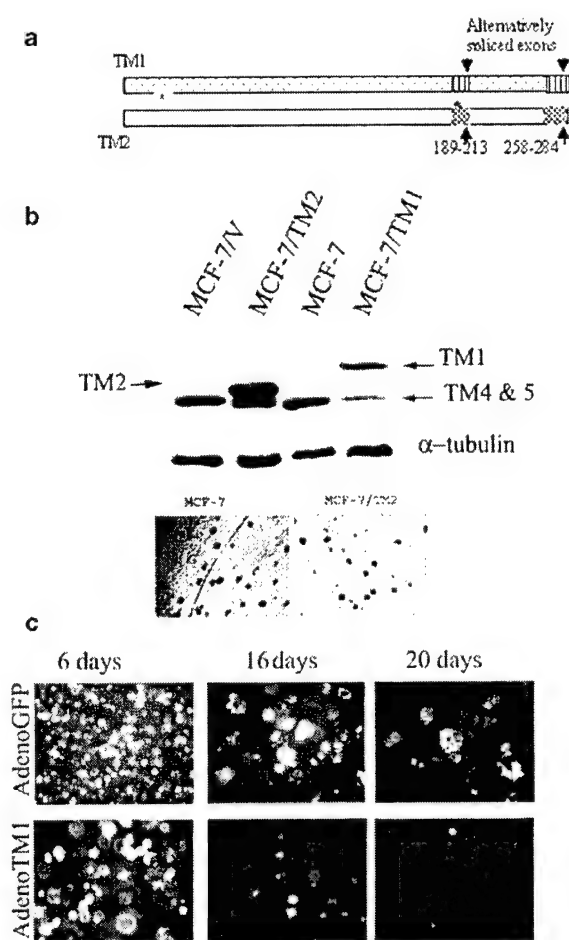 a
Alternatively
spliced exons
TM1
*
TM2
189-213 258-284
b
MCF-7/V
MCF-7/TM2
MCF-7
MCF-7/TM1
TM2
TM1
TM4 & 5
α-tubulin
MCF-7 MCF-7/TM2
c
6 days 16 days 20 days
AdenoGFP
AdenoTM1